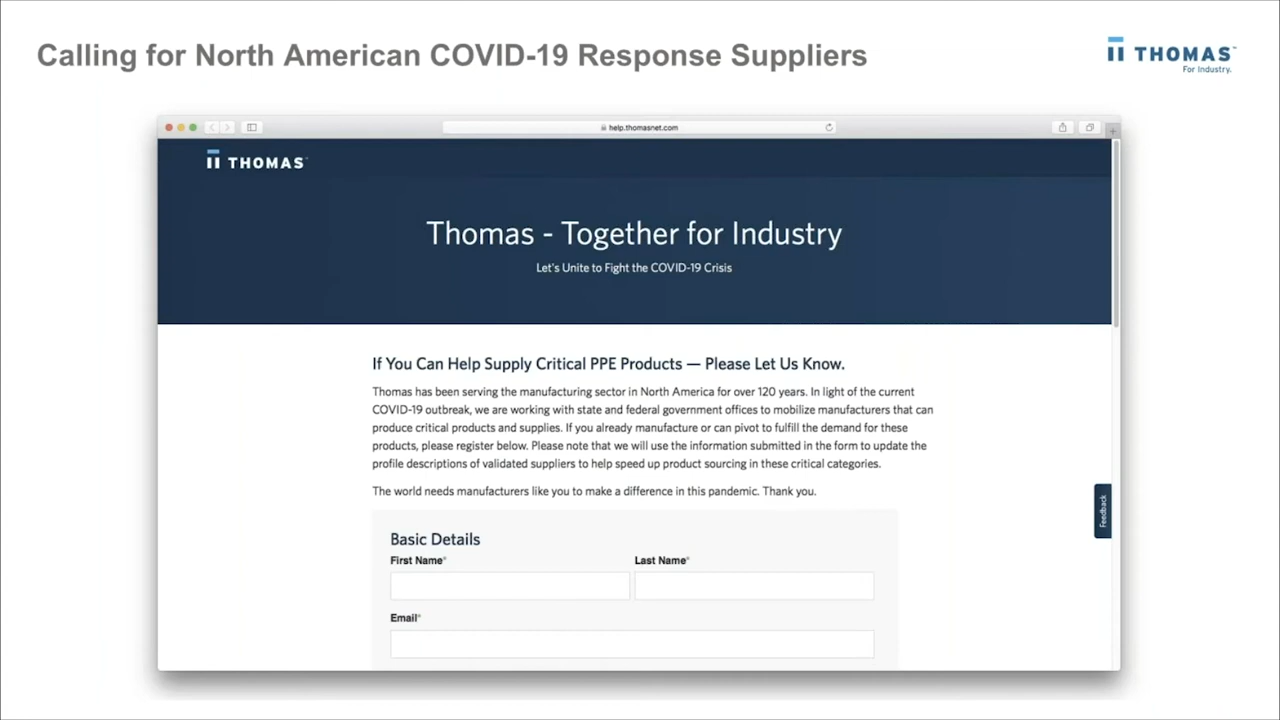 Calling for North American COVID-19 Response Suppliers
THOMAS™
For Industry.
help.thomasnet.com
THOMAS
Thomas - Together for Industry
Let's Unite to Fight the COVID-19 Crisis
If You Can Help Supply Critical PPE Products — Please Let Us Know.
Thomas has been serving the manufacturing sector in North America for over 120 years. In light of the current
COVID-19 outbreak, we are working with state and federal government offices to mobilize manufacturers that can
produce critical products and supplies. If you already manufacture or can pivot to fulfill the demand for these
products, please register below. Please note that we will use the information submitted in the form to update the
profile descriptions of validated suppliers to help speed up product sourcing in these critical categories.
The world needs manufacturers like you to make a difference in this pandemic. Thank you.
Feedback
Basic Details
First Name* Last Name*
Email*